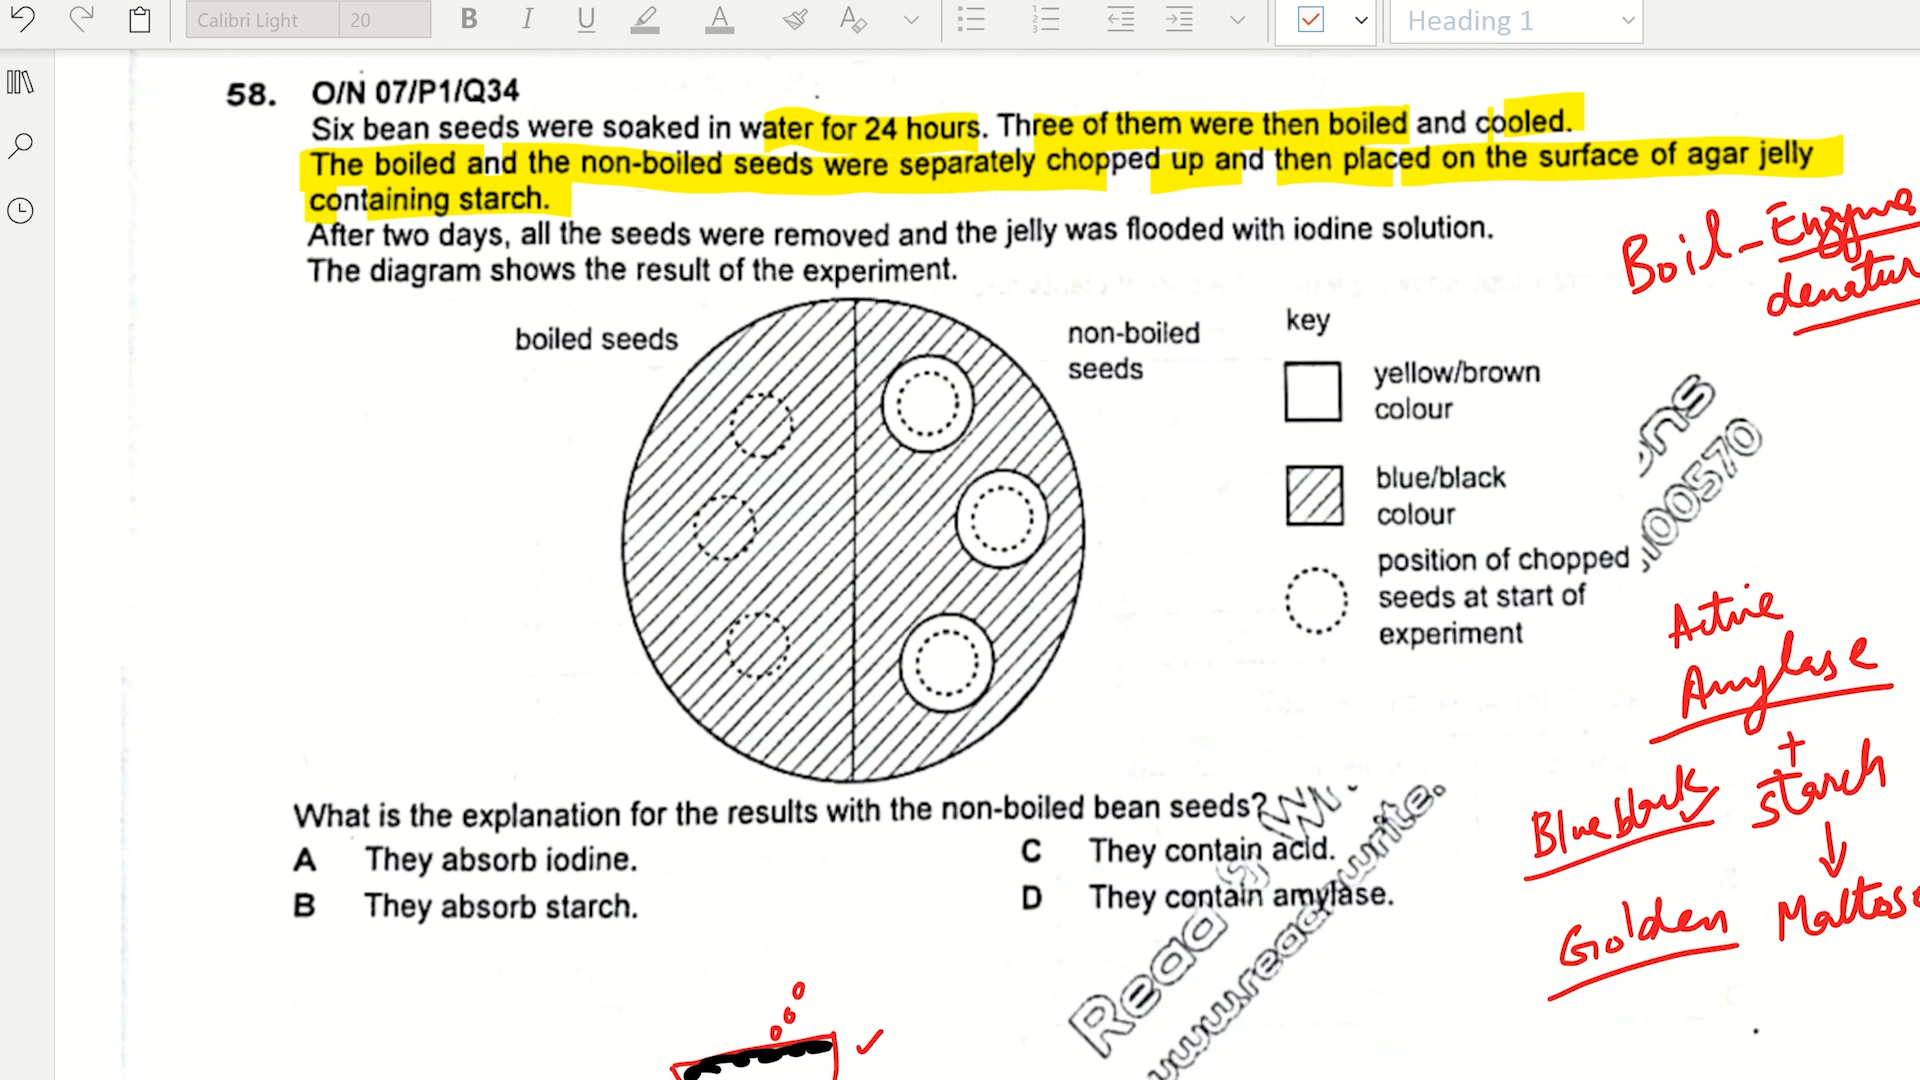 Calibri Light 20 B I U A Heading 1
58. O/N 07/P1/Q34
Six bean seeds were soaked in water for 24 hours. Three of them were then boiled and cooled.
The boiled and the non-boiled seeds were separately chopped up and then placed on the surface of agar jelly
containing starch.
After two days, all the seeds were removed and the jelly was flooded with iodine solution.
The diagram shows the result of the experiment.
Boil - Enzyme
denatur
boiled seeds
non-boiled
seeds
key
yellow/brown
colour
blue/black
colour
position of chopped
seeds at start of
experiment
ons
100570
Active
Amylase
+
Starch
Blue black
Golden Maltose
What is the explanation for the results with the non-boiled bean seeds?
A They absorb iodine.
B They absorb starch.
C They contain acid.
D They contain amylase.
Read